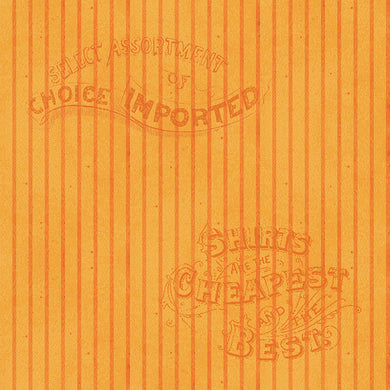 SELECT ASSORTMENT
OF
CHOICE IMPORTED
SHIRTS
ARE THE
CHEAPEST
AND THE
BEST.